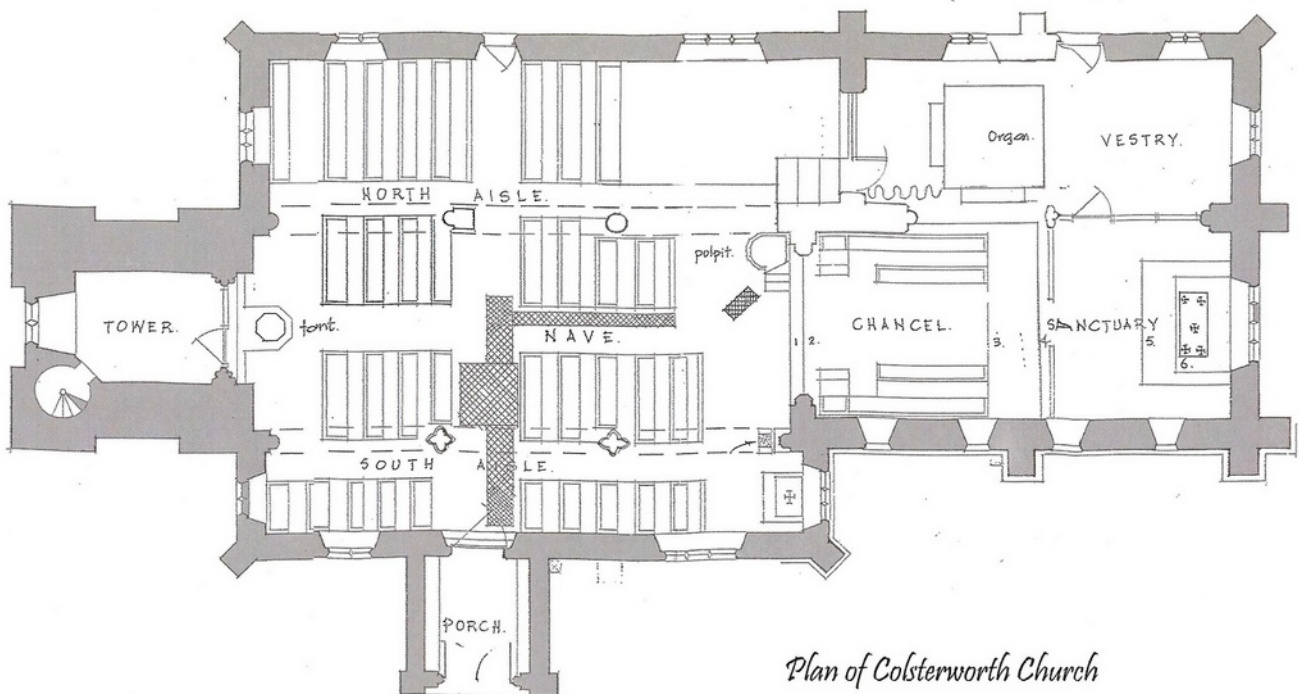 Organ.
VESTRY.
NORTH AISLE.
pulpit.
TOWER.
font.
NAVE.
CHANCEL.
SANCTUARY
1 2.
3.
4.
5.
6.
SOUTH AISLE.
PORCH.
Plan of Colsterworth Church